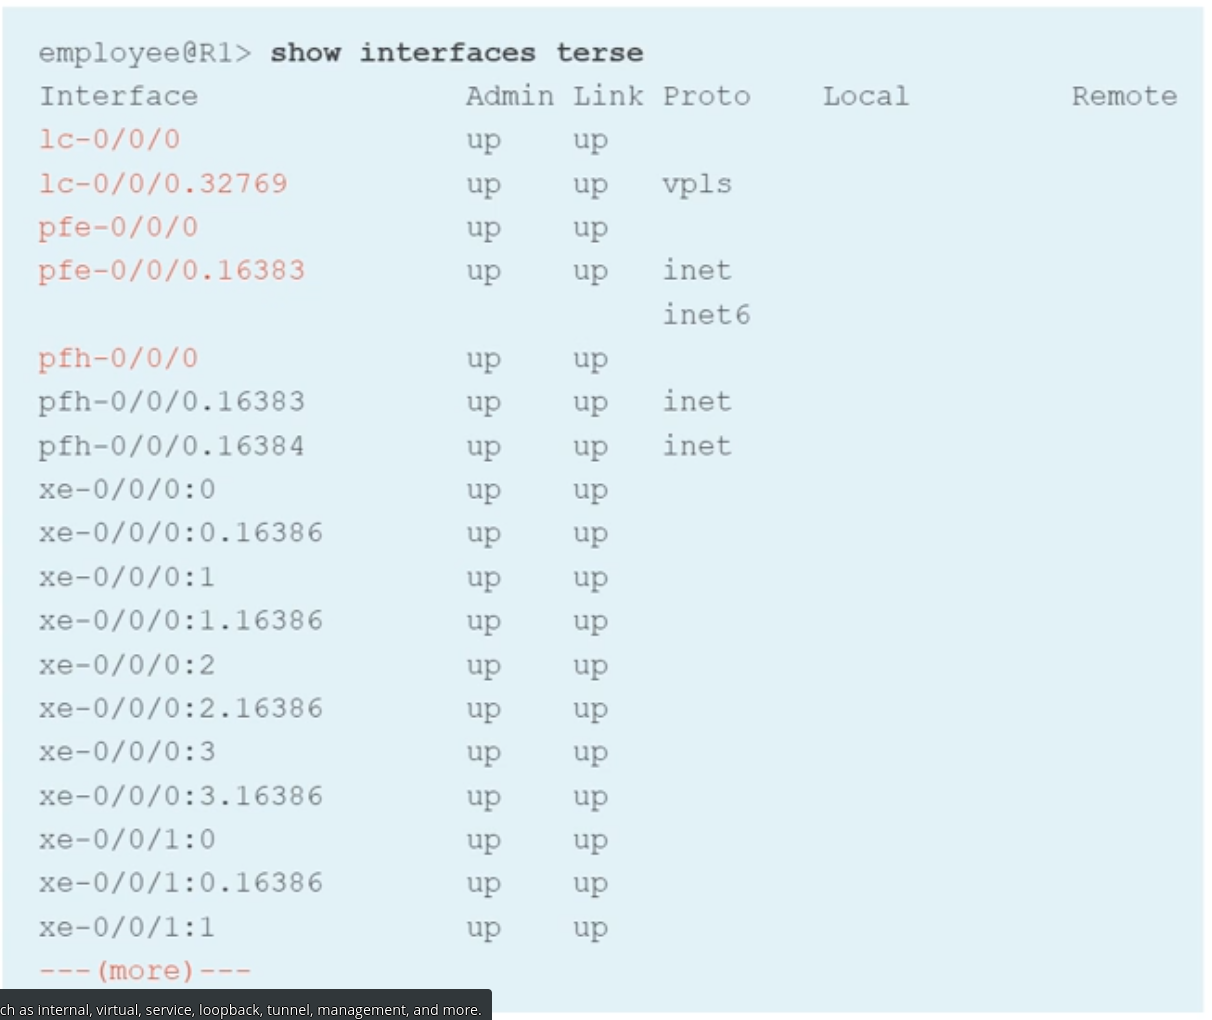 employee@R1> show interfaces terse
Interface Admin Link Proto Local Remote
lc-0/0/0 up up
lc-0/0/0.32769 up up vpls
pfe-0/0/0 up up
pfe-0/0/0.16383 up up inet
inet6
pfh-0/0/0 up up
pfh-0/0/0.16383 up up inet
pfh-0/0/0.16384 up up inet
xe-0/0/0:0 up up
xe-0/0/0:0.16386 up up
xe-0/0/0:1 up up
xe-0/0/0:1.16386 up up
xe-0/0/0:2 up up
xe-0/0/0:2.16386 up up
xe-0/0/0:3 up up
xe-0/0/0:3.16386 up up
xe-0/0/1:0 up up
xe-0/0/1:0.16386 up up
xe-0/0/1:1 up up
---(more)---
ch as internal, virtual, service, loopback, tunnel, management, and more.